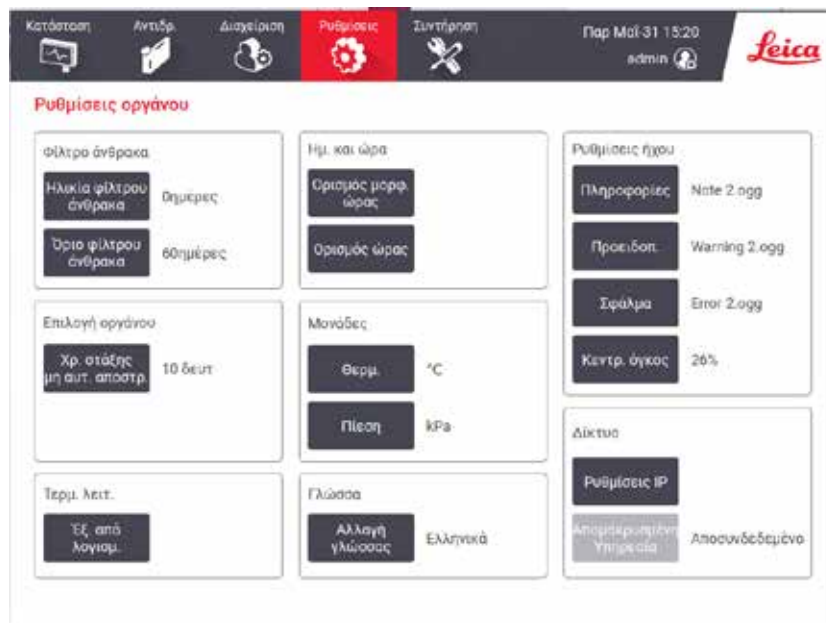 Κατάσταση
Αντιδρ.
Διαχείριση
Ρυθμίσεις
Συντήρηση
Παρ Μαΐ-31 15:20
admin
Leica
Ρυθμίσεις οργάνου
Φίλτρο άνθρακα
Ηλικία φίλτρου
άνθρακα
0ημέρες
Όριο φίλτρου
άνθρακα
60ημέρες
Ημ. και ώρα
Ορισμός μορφ.
ώρας
Ορισμός ώρας
Ρυθμίσεις ήχου
Πληροφορίες
Note 2.ogg
Προειδοπ.
Warning 2.ogg
Σφάλμα
Error 2.ogg
Κεντρ. όγκος
26%
Επιλογή οργάνου
Χρ. στάξης
μη αυτ. αποστρ.
10 δευτ
Μονάδες
Θερμ.
°C
Πίεση
kPa
Δίκτυο
Ρυθμίσεις IP
Απομακρυσμένη
Υπηρεσία
Αποσυνδεδεμένο
Τερμ. λειτ.
Έξ. από
λογισμ.
Γλώσσα
Αλλαγή
γλώσσας
Ελληνικά